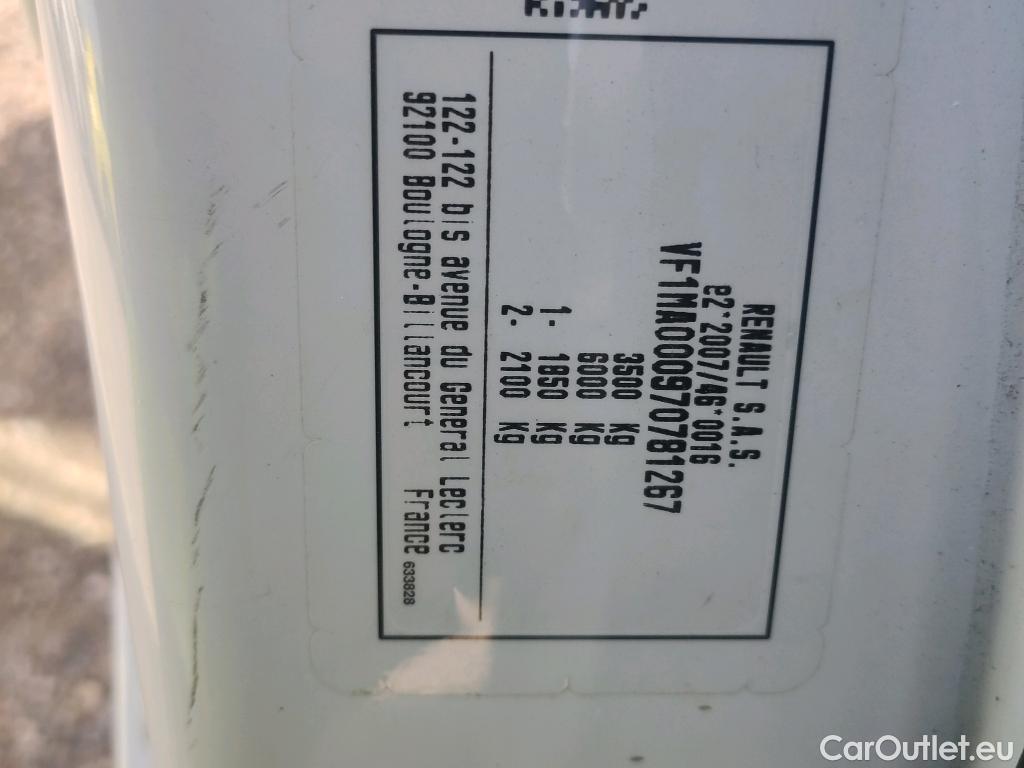 RENAULT S.A.S.
e2*2007/46*0016
VF1MA000970781267
3500 Kg
6000 Kg
1- 1850 Kg
2- 2100 Kg
122-122 bis avenue du General Leclerc
92100 Boulogne-Billancourt France 633828
CarOutlet.eu